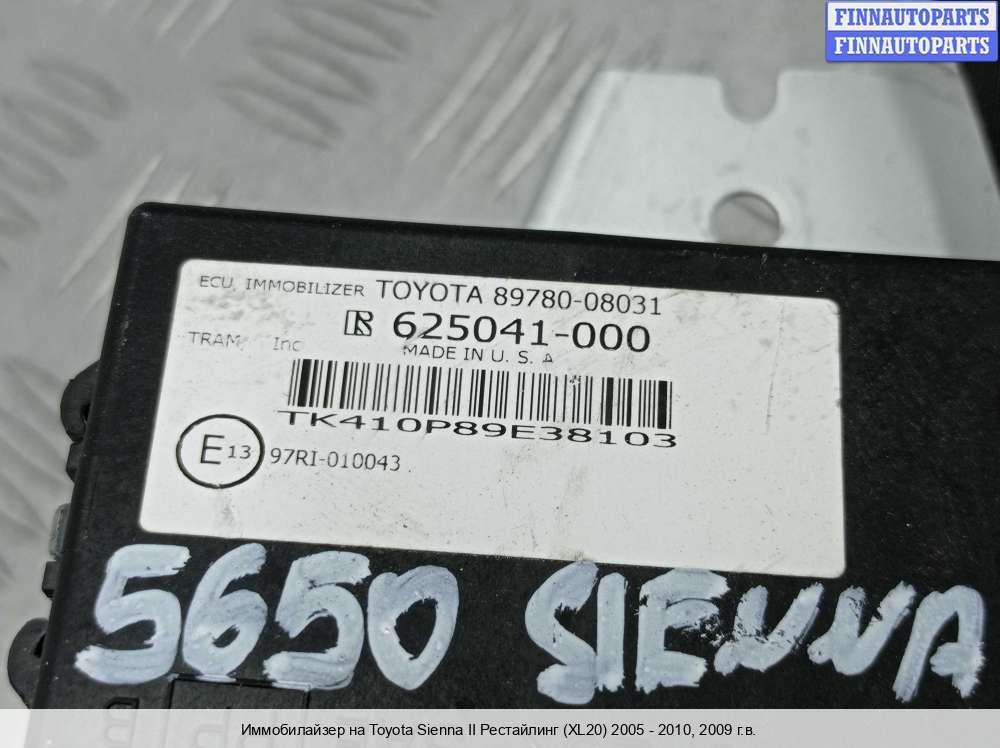 FINNAUTOPARTS
FINNAUTOPARTS
ECU, IMMOBILIZER TOYOTA 89780-08031
625041-000
TRAM, Inc
MADE IN U. S. A
TK410P89E38103
E13 97RI-010043
5650 SIENNA
Иммобилайзер на Toyota Sienna II Рестайлинг (XL20) 2005 - 2010, 2009 г.в.